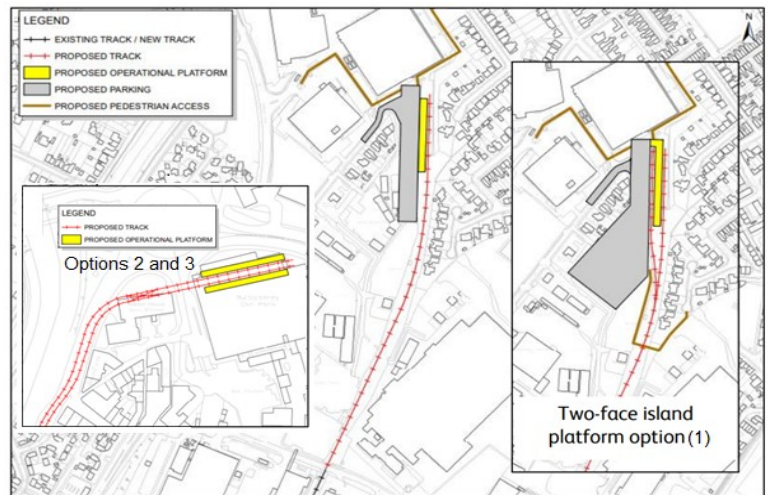 LEGEND
EXISTING TRACK / NEW TRACK
PROPOSED TRACK
PROPOSED OPERATIONAL PLATFORM
PROPOSED PARKING
PROPOSED PEDESTRIAN ACCESS
N
LEGEND
PROPOSED TRACK
PROPOSED OPERATIONAL PLATFORM
Options 2 and 3
Two-face island
platform option (1)